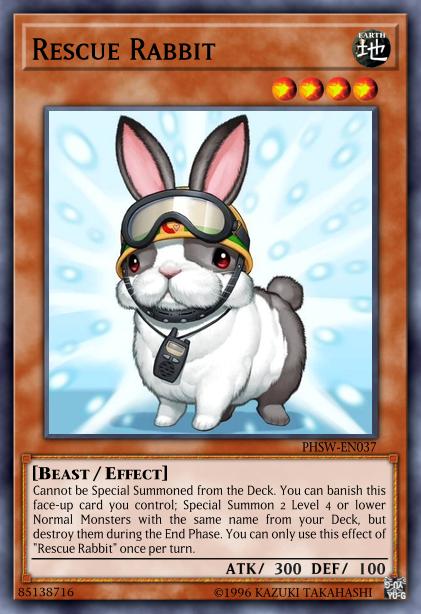 RESCUE RABBIT
EARTH
地
PHSW-EN037
[BEAST / EFFECT]
Cannot be Special Summoned from the Deck. You can banish this
face-up card you control; Special Summon 2 Level 4 or lower
Normal Monsters with the same name from your Deck, but
destroy them during the End Phase. You can only use this effect of
"Rescue Rabbit" once per turn.
ATK/ 300 DEF/ 100
85138716
©1996 KAZUKI TAKAHASHI